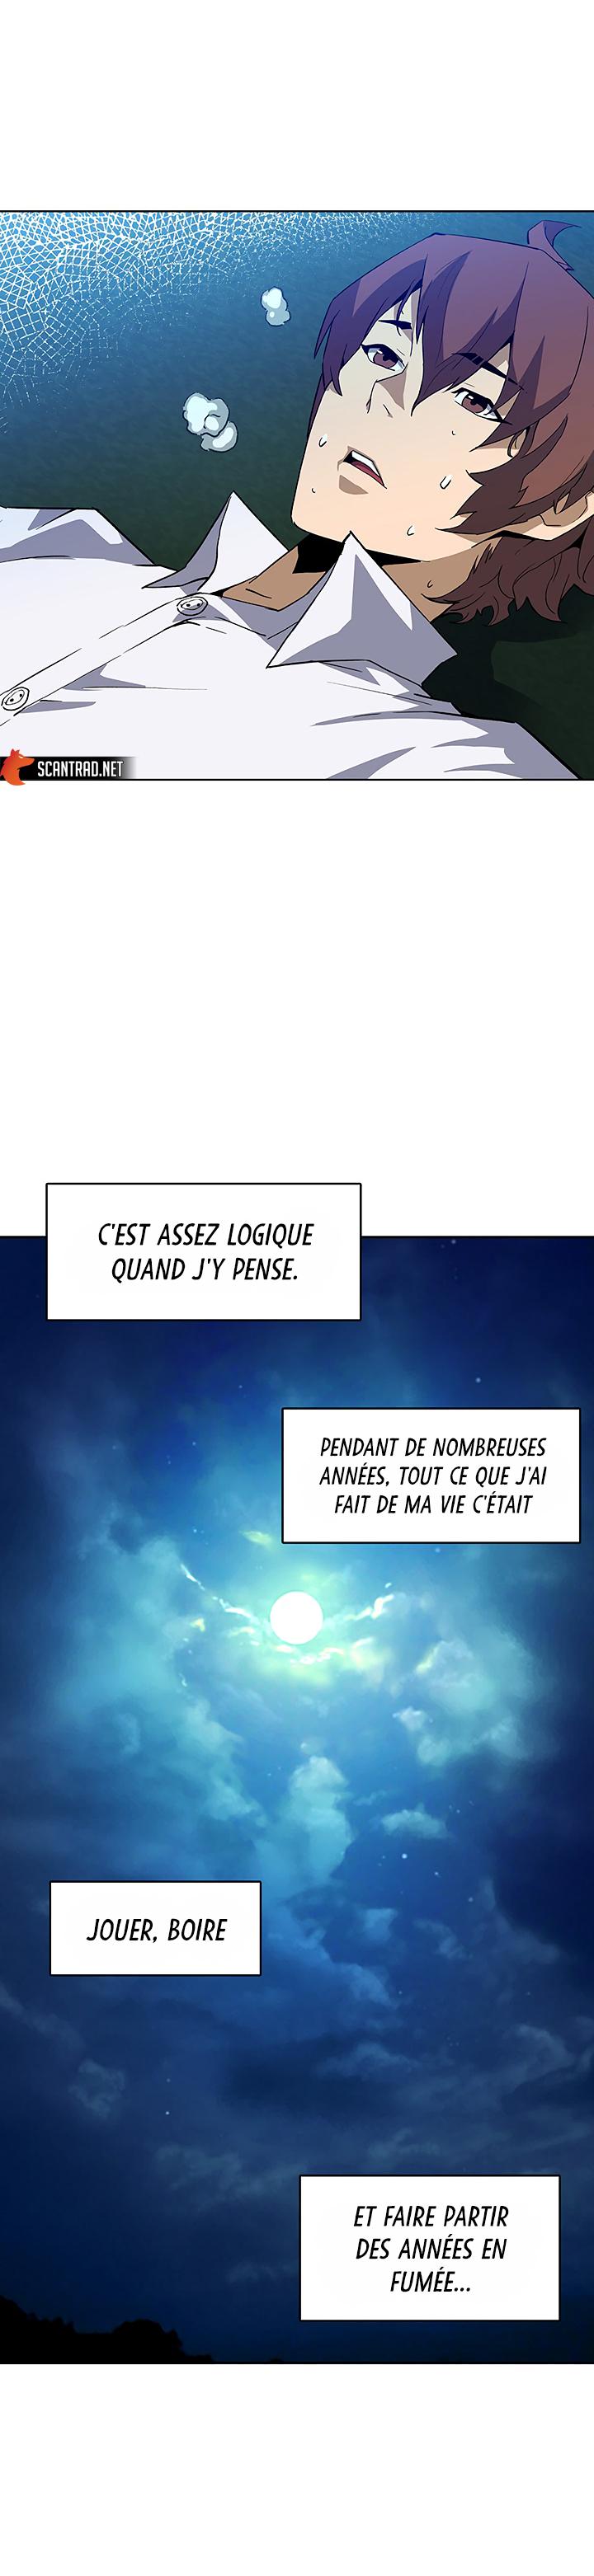 SCANTRAD.NET
C'EST ASSEZ LOGIQUE
QUAND J'Y PENSE.
PENDANT DE NOMBREUSES
ANNÉES, TOUT CE QUE J'AI
FAIT DE MA VIE C'ÉTAIT
JOUER, BOIRE
ET FAIRE PARTIR
DES ANNÉES EN
FUMÉE...